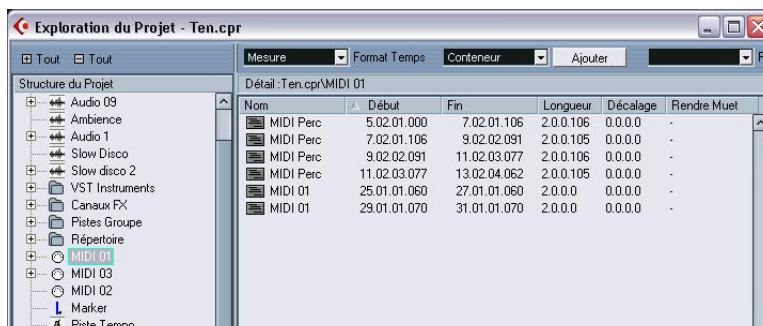 Exploration du Projet - Ten.cpr
Tout Tout
Mesure Format Temps Conteneur Ajouter
Structure du Projet
Audio 09
Ambience
Audio 1
Slow Disco
Slow disco 2
VST Instruments
Canaux FX
Pistes Groupe
Répertoire
MIDI 01
MIDI 03
MIDI 02
Marker
Piste Tempo
Détail :Ten.cpr\MIDI 01
Nom Début Fin Longueur Décalage Rendre Muet
MIDI Perc 5.02.01.000 7.02.01.106 2.0.0.106 0.0.0.0 -
MIDI Perc 7.02.01.106 9.02.02.091 2.0.0.105 0.0.0.0 -
MIDI Perc 9.02.02.091 11.02.03.077 2.0.0.106 0.0.0.0 -
MIDI Perc 11.02.03.077 13.02.04.062 2.0.0.105 0.0.0.0 -
MIDI 01 25.01.01.060 27.01.01.060 2.0.0.0 0.0.0.0 -
MIDI 01 29.01.01.070 31.01.01.070 2.0.0.0 0.0.0.0 -